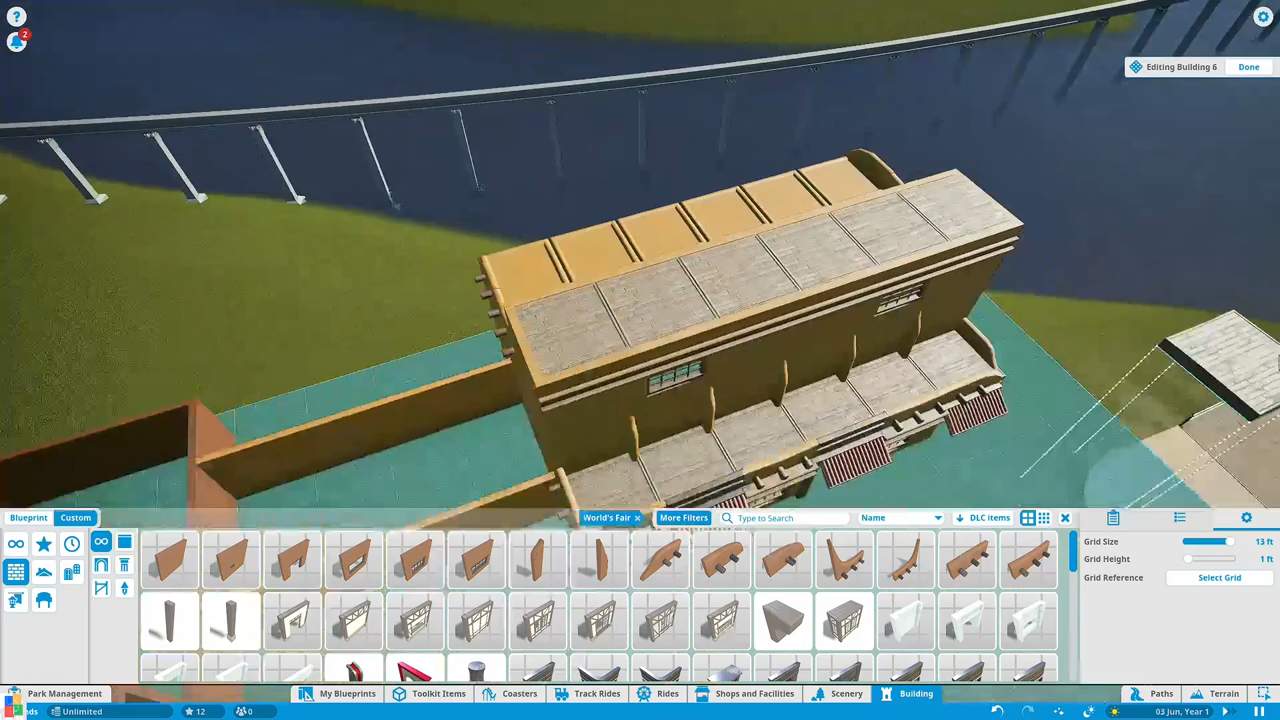 ?
2
Editing Building 6 Done
Blueprint Custom World's Fair × More Filters Type to Search Name DLC items
Grid Size 13 ft
Grid Height 1 ft
Grid Reference Select Grid
Park Management My Blueprints Toolkit Items Coasters Track Rides Rides Shops and Facilities Scenery Building Paths Terrain
Unlimited 12 0 03 Jun, Year 1